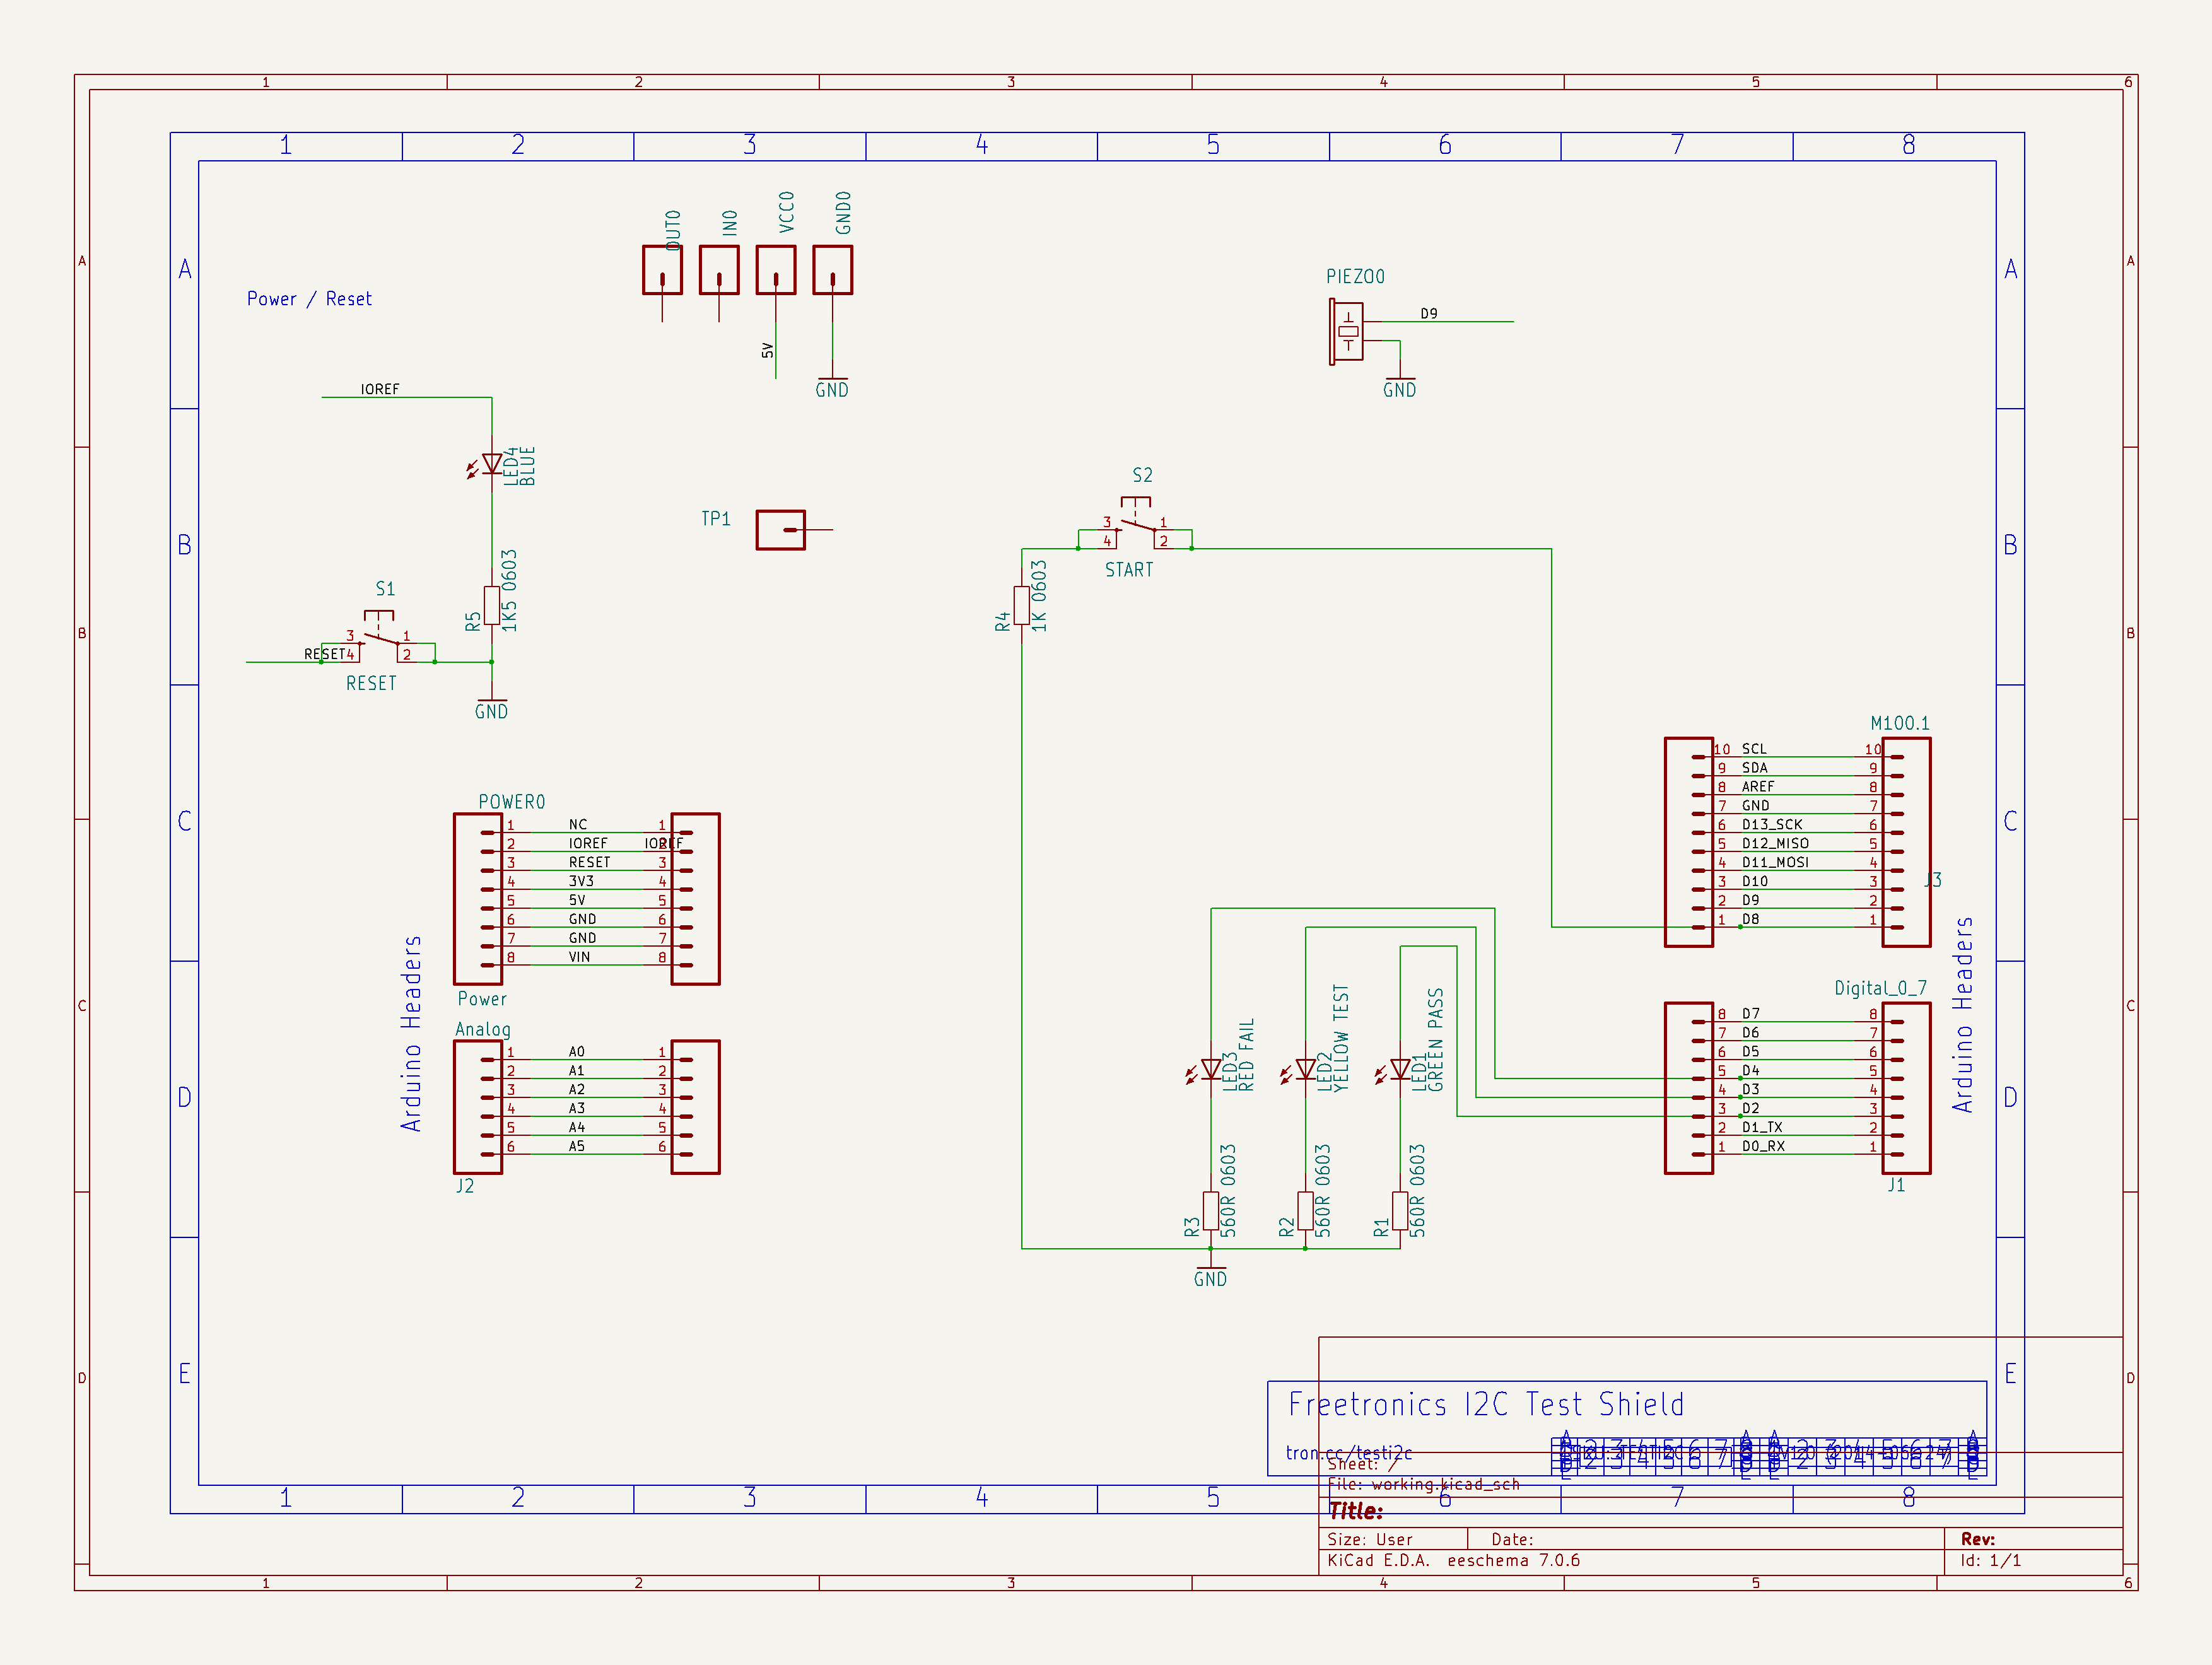 1 2 3 4 5 6
1 2 3 4 5 6 7 8
OUT0 IN0 VCC0 GND0
A A A A
Power / Reset
PIEZO0
D9
5V
GND
GND
IOREF
LED4
BLUE
S2
TP1
3 1
4 2
START
B B
R4
1K 0603
R5
1K5 0603
S1
3 1
RESET 4 2
RESET
B B
GND
M100.1
10 SCL 10
9 SDA 9
8 AREF 8
7 GND 7
6 D13_SCK 6
5 D12_MISO 5
4 D11_MOSI 4
3 D10 3
2 D9 2
1 D8 1
J3
C C
POWER0
1 NC 1
2 IOREF IOREF 2
3 RESET 3
4 3V3 4
5 5V 5
6 GND 6
7 GND 7
8 VIN 8
Power
Arduino Headers
Arduino Headers
C C
Analog
1 A0 1
2 A1 2
3 A2 3
4 A3 4
5 A4 5
6 A5 6
J2
D D
LED3
RED FAIL
LED2
YELLOW TEST
LED1
GREEN PASS
Digital_0_7
8 D7 8
7 D6 7
6 D5 6
5 D4 5
4 D3 4
3 D2 3
2 D1_TX 2
1 D0_RX 1
J1
R3
560R 0603
R2
560R 0603
R1
560R 0603
GND
E E
D D
Freetronics I2C Test Shield
tron.cc/testi2c
Sheet: /
File: working.kicad_sch
1 2 3 4 5 6 7 8
Title:
Size: User Date: Rev:
KiCad E.D.A. eeschema 7.0.6 Id: 1/1
1 2 3 4 5 6